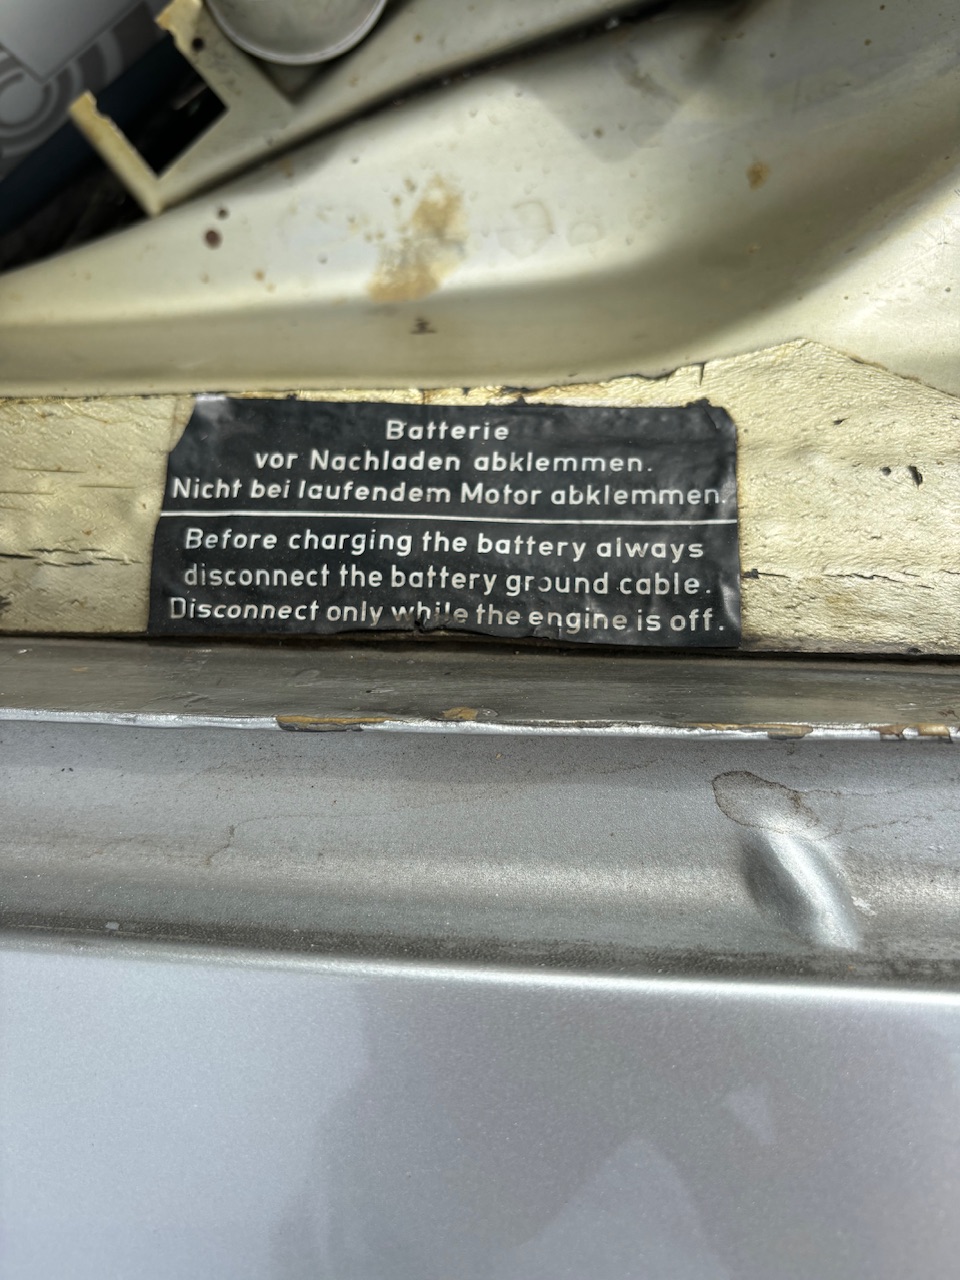 Batterie
vor Nachladen abklemmen.
Nicht bei laufendem Motor abklemmen.
Before charging the battery always
disconnect the battery ground cable.
Disconnect only while the engine is off.